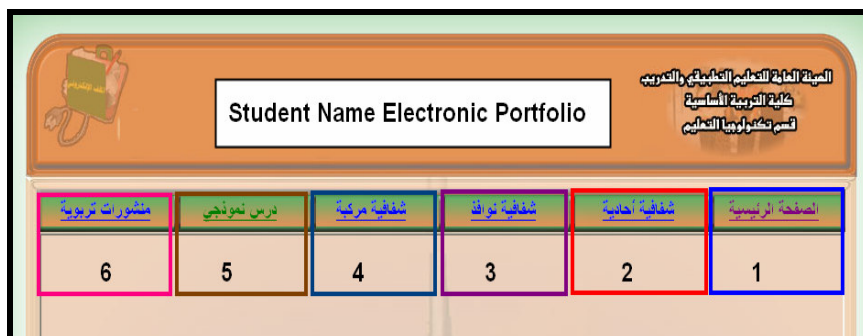 الهيئة العامة للتعليم التطبيقي والتدريب
كلية التربية الأساسية
قسم تكنولوجيا التعليم
Student Name Electronic Portfolio
الصفحة الرئيسية شفافية أحادية شفافية نوافذ شفافية مركبة درس نموذجي منشورات تربوية
1 2 3 4 5 6